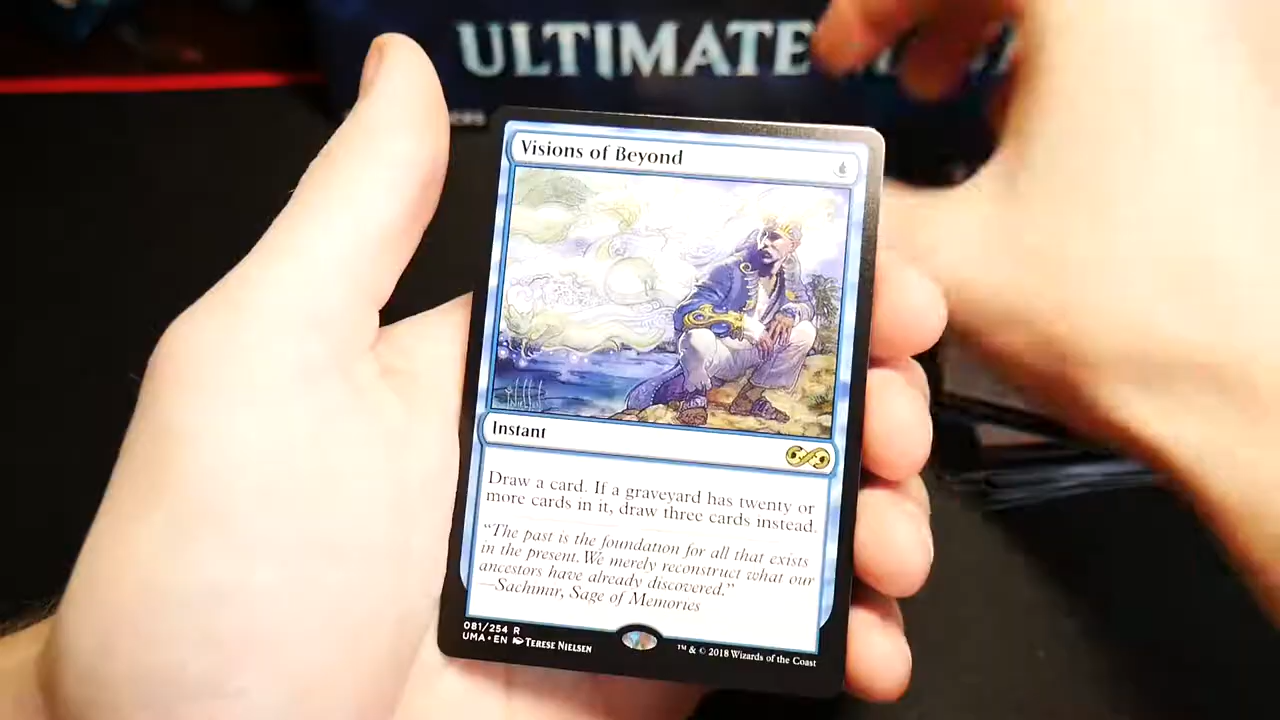 ULTIMATE
Visions of Beyond
Instant
Draw a card. If a graveyard has twenty or
more cards in it, draw three cards instead.
“The past is the foundation for all that exists
in the present. We merely reconstruct what our
ancestors have already discovered.”
—Sachimir, Sage of Memories
081/254 R
UMA • EN TERESE NIELSEN
™ & © 2018 Wizards of the Coast